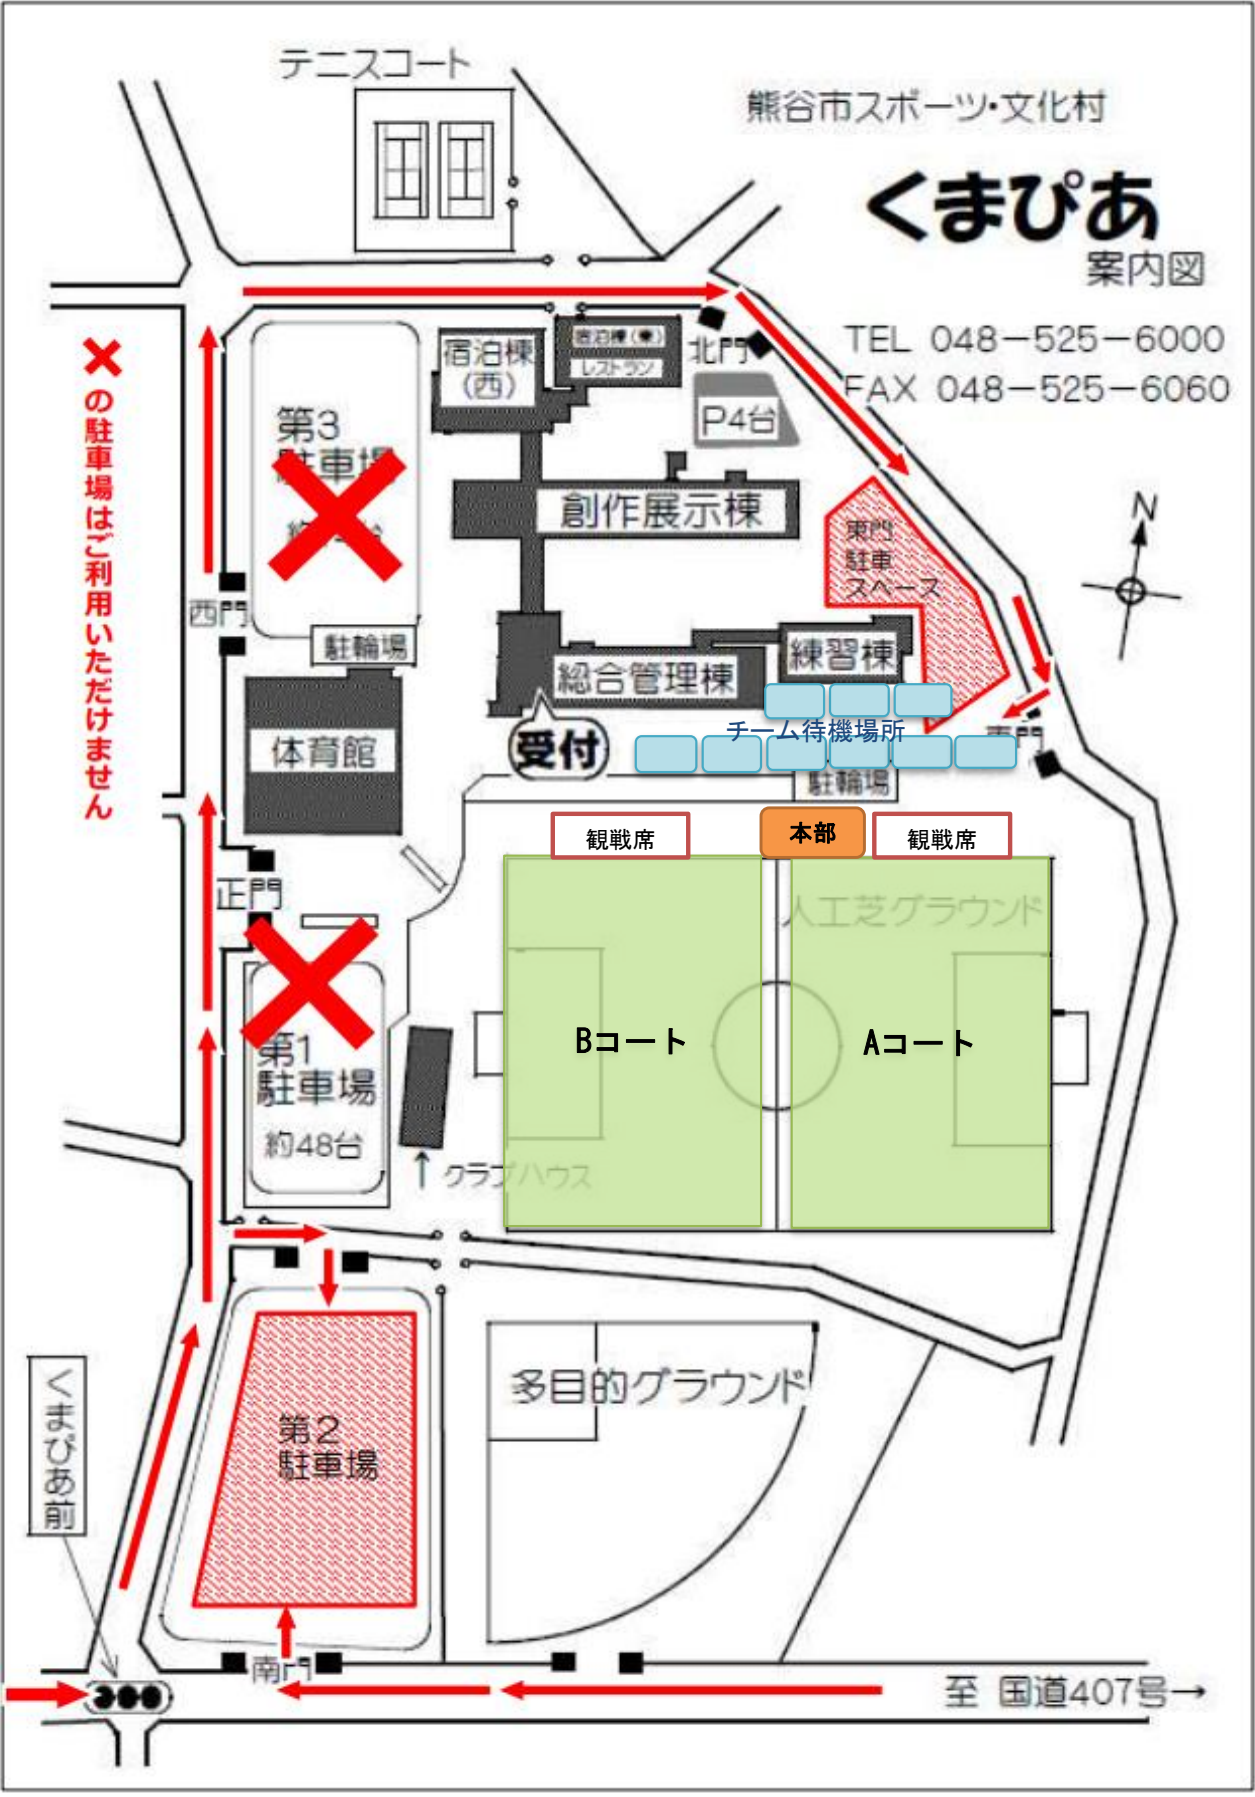 テニスコート
熊谷市スポーツ・文化村
くまぴあ
案内図
TEL 048−525−6000
FAX 048−525−6060
✖の駐車場はご利用いただけません
宿泊棟
(西)
宿泊棟(東)
レストラン
北門
P4台
第3
駐車場
創作展示棟
東門
駐車
スペース
N
西門
駐輪場
練習棟
総合管理棟
体育館
受付
チーム待機場所
東門
駐輪場
観戦席
本部
観戦席
正門
人工芝グラウンド
Bコート
Aコート
第1
駐車場
約48台
↑ クラブハウス
くまぴあ前
多目的グラウンド
第2
駐車場
南門
至 国道407号→